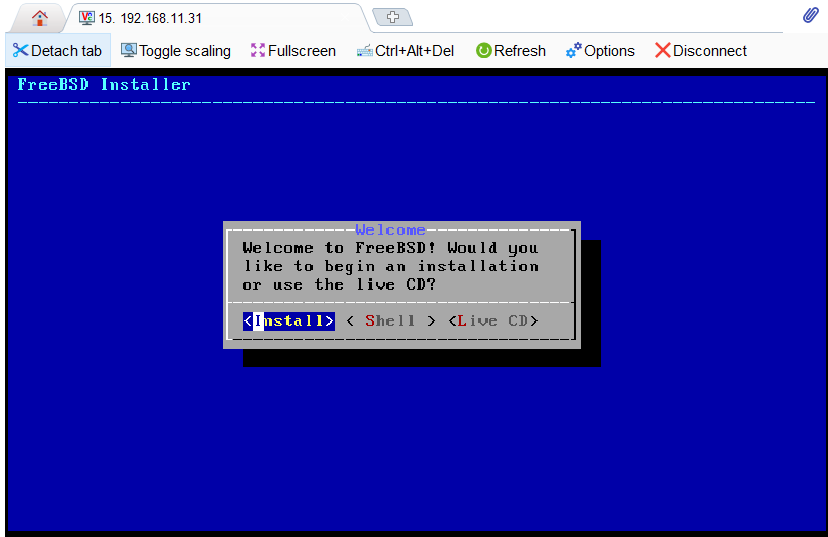 15. 192.168.11.31
Detach tab Toggle scaling Fullscreen Ctrl+Alt+Del Refresh Options Disconnect
FreeBSD Installer
Welcome
Welcome to FreeBSD! Would you
like to begin an installation
or use the live CD?
<Install> < Shell > <Live CD>